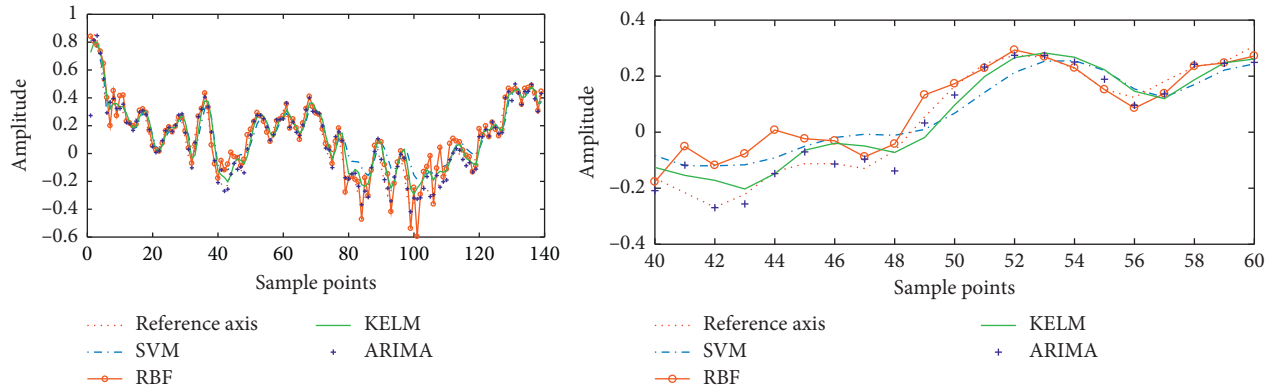 Amplitude
1
0.8
0.6
0.4
0.2
0
–0.2
–0.4
–0.6
0 20 40 60 80 100 120 140
Sample points
Reference axis
SVM
RBF
KELM
ARIMA
Amplitude
0.4
0.2
0
–0.2
–0.4
40 42 44 46 48 50 52 54 56 58 60
Sample points
Reference axis
SVM
RBF
KELM
ARIMA